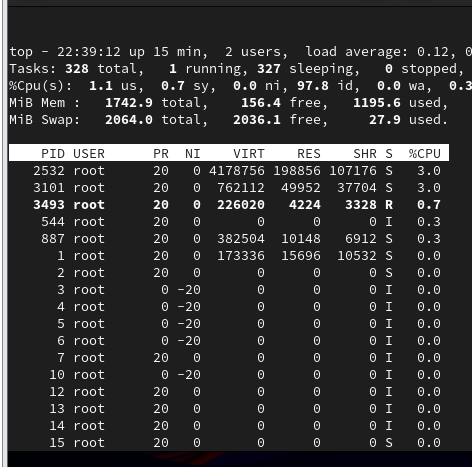 top - 22:39:12 up 15 min,  2 users,  load average: 0.12, 0
Tasks: 328 total,   1 running, 327 sleeping,   0 stopped,
%Cpu(s):  1.1 us,  0.7 sy,  0.0 ni, 97.8 id,  0.0 wa,  0.3
MiB Mem :   1742.9 total,    156.4 free,   1195.6 used,
MiB Swap:   2064.0 total,   2036.1 free,     27.9 used.
PID USER      PR  NI    VIRT    RES    SHR S  %CPU
2532 root      20   0 4178756 198856 107176 S   3.0
3101 root      20   0  762112  49952  37704 S   3.0
3493 root      20   0  226020   4224   3328 R   0.7
544 root      20   0       0      0      0 I   0.3
887 root      20   0  382504  10148   6912 S   0.3
1 root      20   0  173336  15696  10532 S   0.0
2 root      20   0       0      0      0 S   0.0
3 root       0 -20       0      0      0 I   0.0
4 root       0 -20       0      0      0 I   0.0
5 root       0 -20       0      0      0 I   0.0
6 root       0 -20       0      0      0 I   0.0
7 root      20   0       0      0      0 I   0.0
10 root       0 -20       0      0      0 I   0.0
12 root      20   0       0      0      0 I   0.0
13 root      20   0       0      0      0 I   0.0
14 root      20   0       0      0      0 I   0.0
15 root      20   0       0      0      0 S   0.0